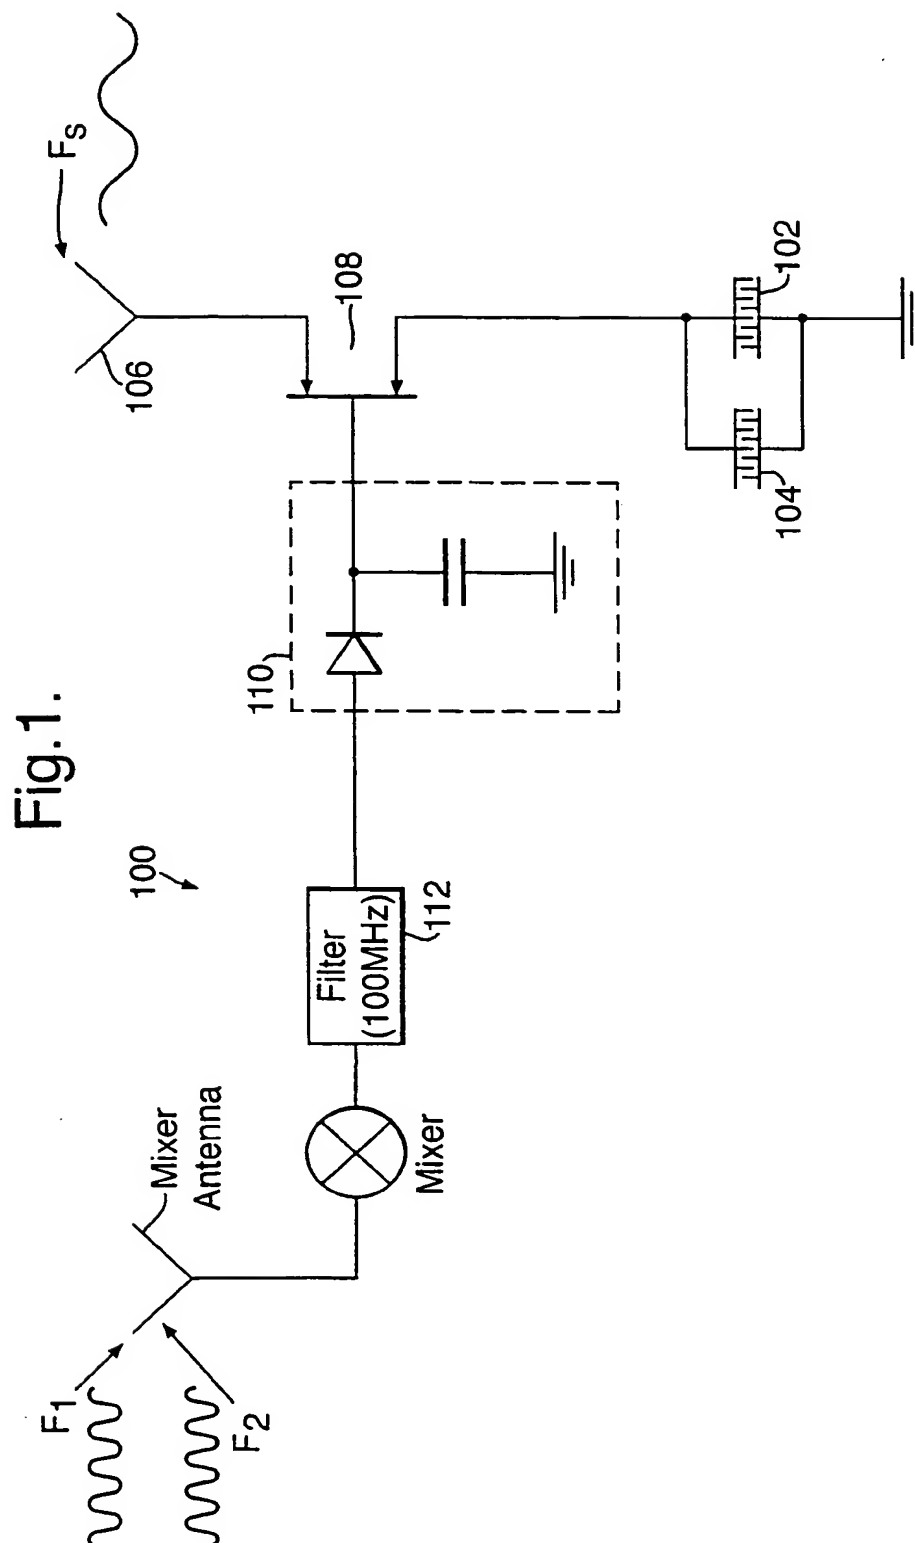 Fig.1.
100
F1
F2
Mixer
Antenna
Mixer
Filter
(100MHz)
112
110
106
Fs
108
104
102